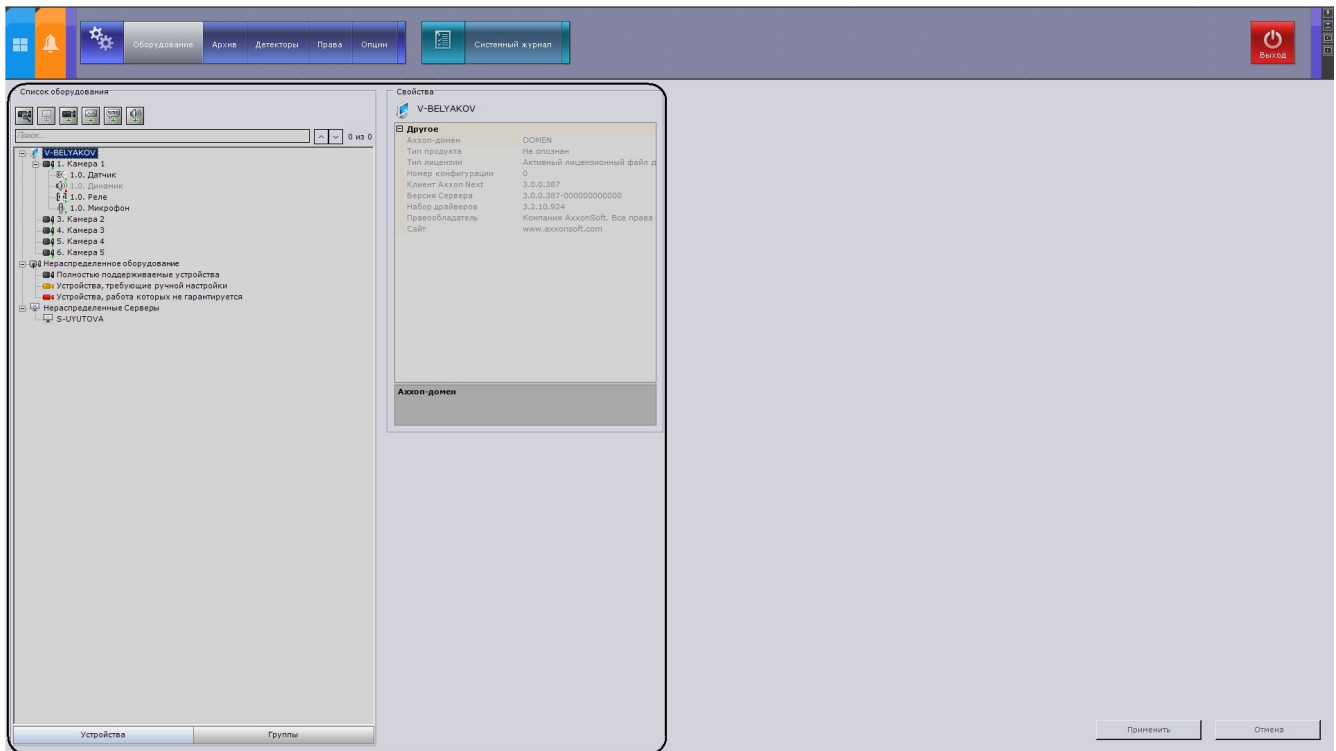 Оборудование Архив Детекторы Права Опции Системный журнал Выход
Список оборудования
Поиск... 0 из 0
V-BELYAKOV
1. Камера 1
1.0. Датчик
1.0. Динамик
1.0. Реле
1.0. Микрофон
3. Камера 2
4. Камера 3
5. Камера 4
6. Камера 5
Нераспределенное оборудование
Полностью поддерживаемые устройства
Устройства, требующие ручной настройки
Устройства, работа которых не гарантируется
Нераспределенные Серверы
S-UYUTOVA
Устройства Группы
Свойства
V-BELYAKOV
Другое
Axxon-домен DOMEN
Тип продукта Не опознан
Тип лицензии Активный лицензионный файл д
Номер конфигурации 0
Клиент Axxon Next 3.0.0.387
Версия Сервера 3.0.0.387-000000000000
Набор драйверов 3.2.10.924
Правообладатель Компания AxxonSoft. Все права
Сайт www.axxonsoft.com
Axxon-домен
Применить Отмена